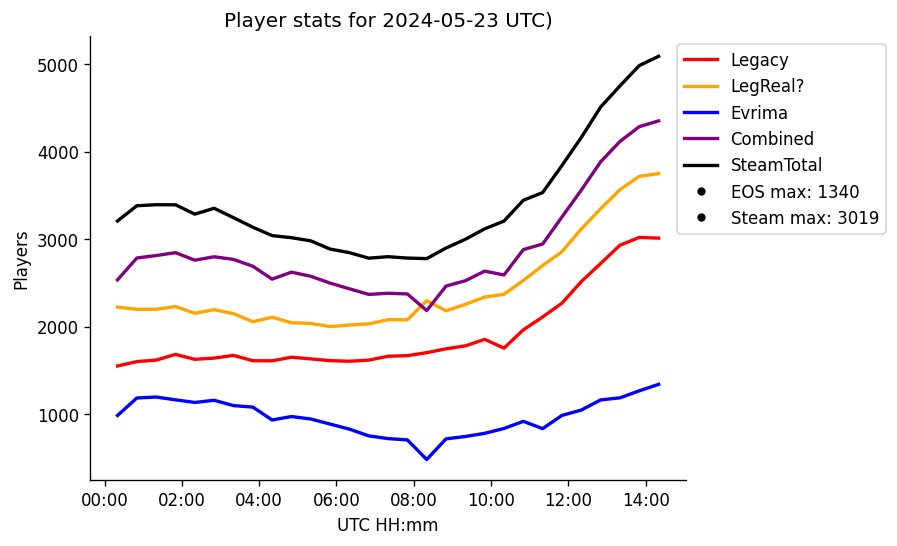 Player stats for 2024-05-23 UTC)
Legacy
LegReal?
Evrima
Combined
SteamTotal
EOS max: 1340
Steam max: 3019
Players
5000
4000
3000
2000
1000
00:00 02:00 04:00 06:00 08:00 10:00 12:00 14:00
UTC HH:mm